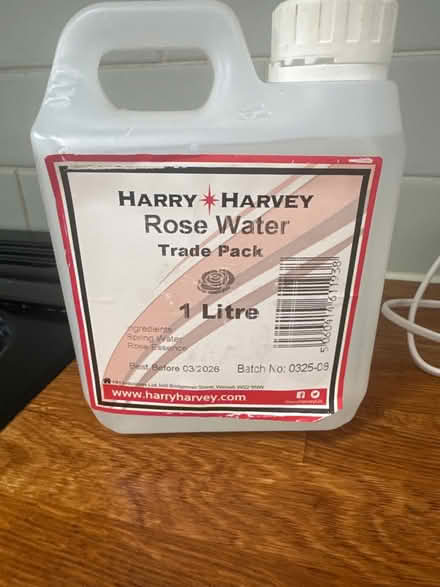 HARRY HARVEY
Rose Water
Trade Pack
1 Litre
Ingredients
Spring Water
Rose Essence
Best Before 03/2026
Batch No: 0325-08
www.harryharvey.com